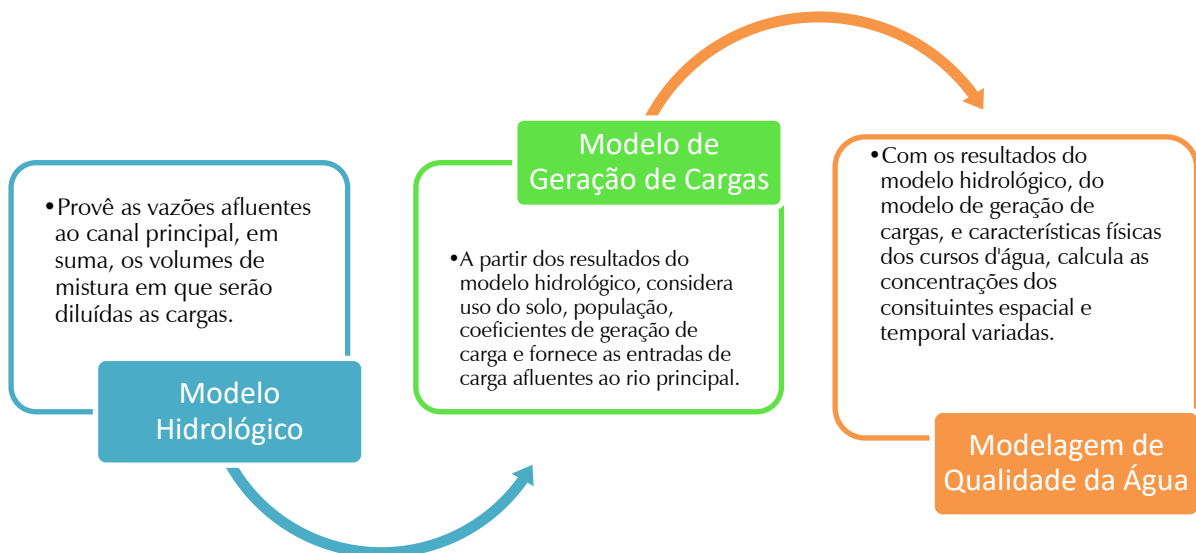 •Provê as vazões afluentes
ao canal principal, em
suma, os volumes de
mistura em que serão
diluídas as cargas.
Modelo
Hidrológico
Modelo de
Geração de Cargas
•A partir dos resultados do
modelo hidrológico, considera
uso do solo, população,
coeficientes de geração de
carga e fornece as entradas de
carga afluentes ao rio principal.
•Com os resultados do
modelo hidrológico, do
modelo de geração de
cargas, e características físicas
dos cursos d'água, calcula as
concentrações dos
consituintes espacial e
temporal variadas.
Modelagem de
Qualidade da Água